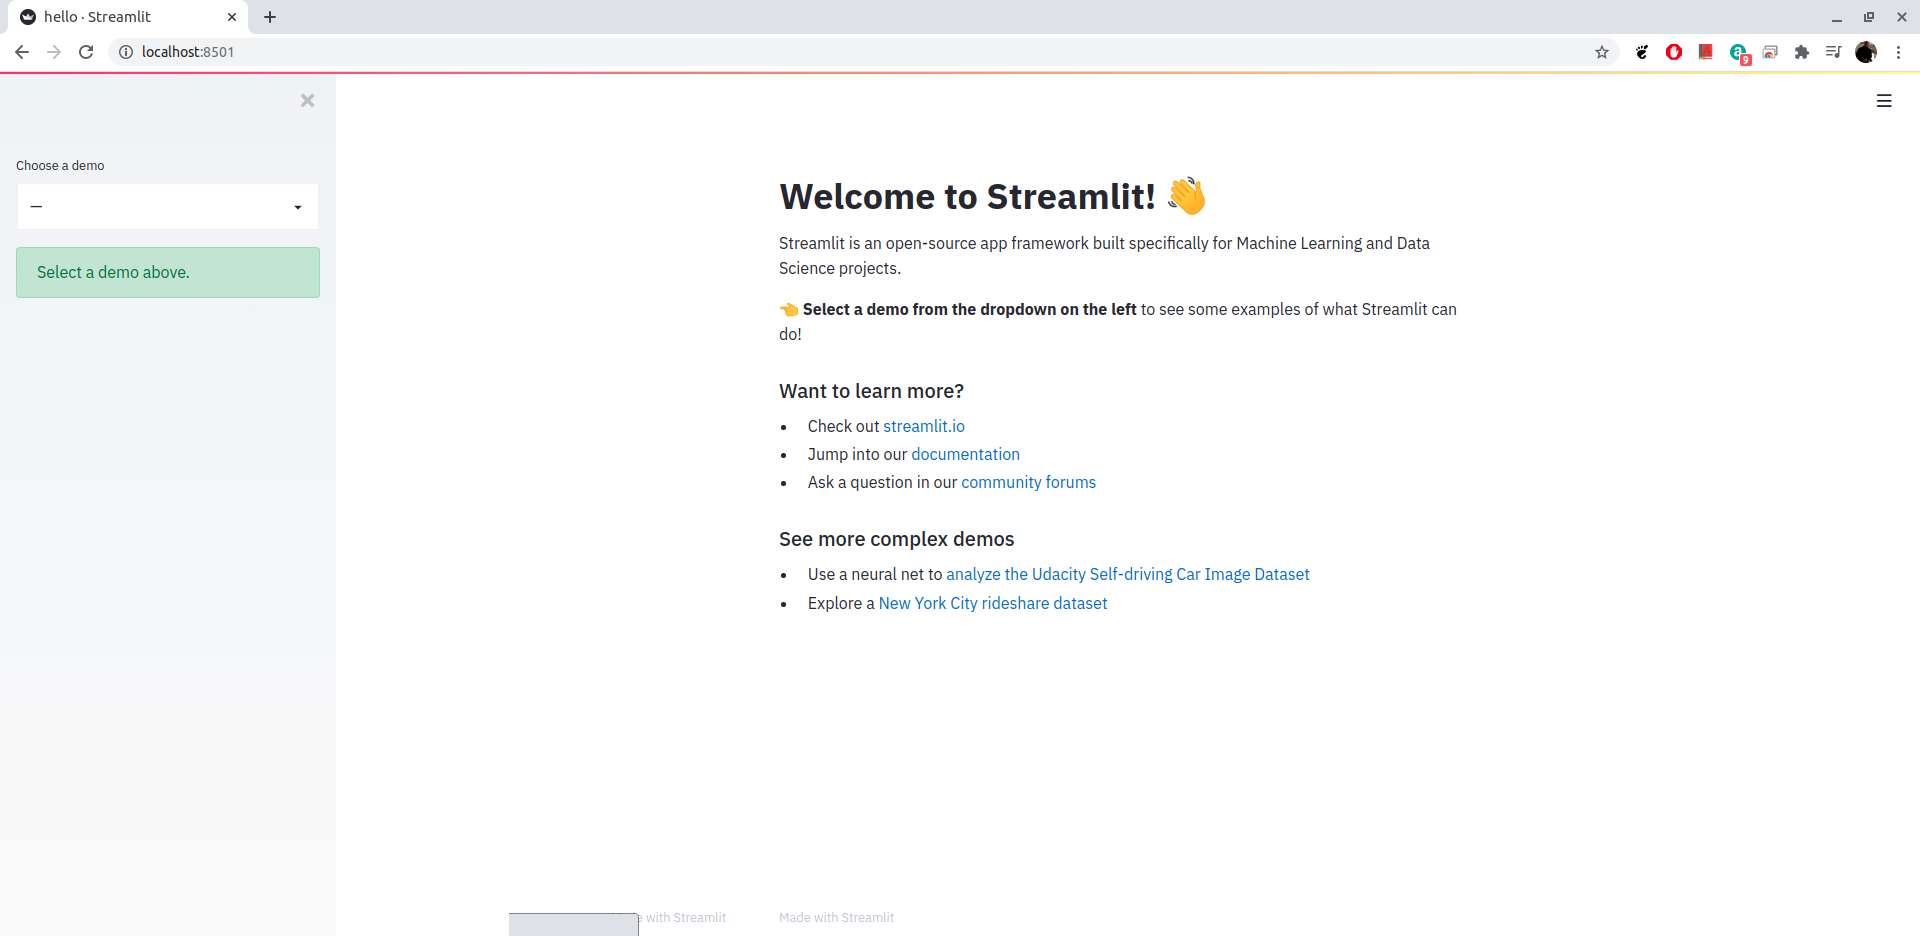 hello · Streamlit
localhost:8501
9
Choose a demo
—
Select a demo above.
Welcome to Streamlit! 👋
Streamlit is an open-source app framework built specifically for Machine Learning and Data
Science projects.
👈 Select a demo from the dropdown on the left to see some examples of what Streamlit can
do!
Want to learn more?
• Check out streamlit.io
• Jump into our documentation
• Ask a question in our community forums
See more complex demos
• Use a neural net to analyze the Udacity Self-driving Car Image Dataset
• Explore a New York City rideshare dataset
with Streamlit
Made with Streamlit